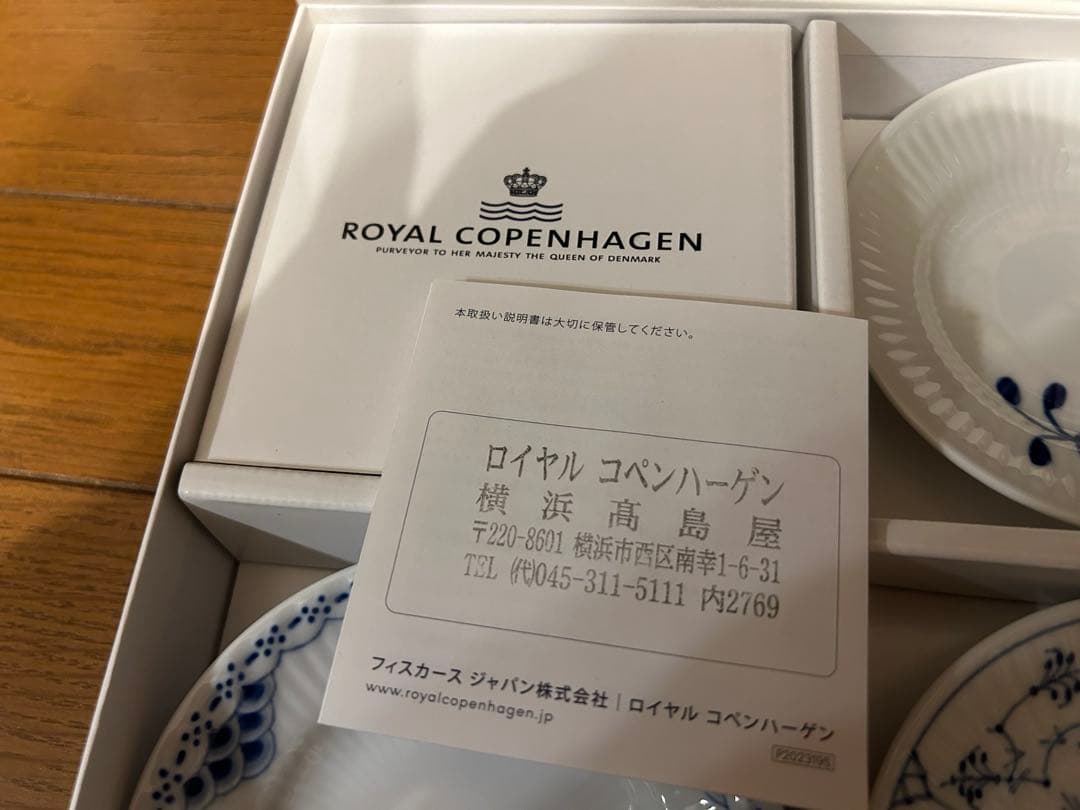 ROYAL COPENHAGEN
PURVEYOR TO HER MAJESTY THE QUEEN OF DENMARK
本取扱い説明書は大切に保管してください。
ロイヤル コペンハーゲン
横浜髙島屋
〒220-8601 横浜市西区南幸1-6-31
TEL (代)045-311-5111 内2769
フィスカース ジャパン株式会社 | ロイヤル コペンハーゲン
www.royalcopenhagen.jp
P2023195